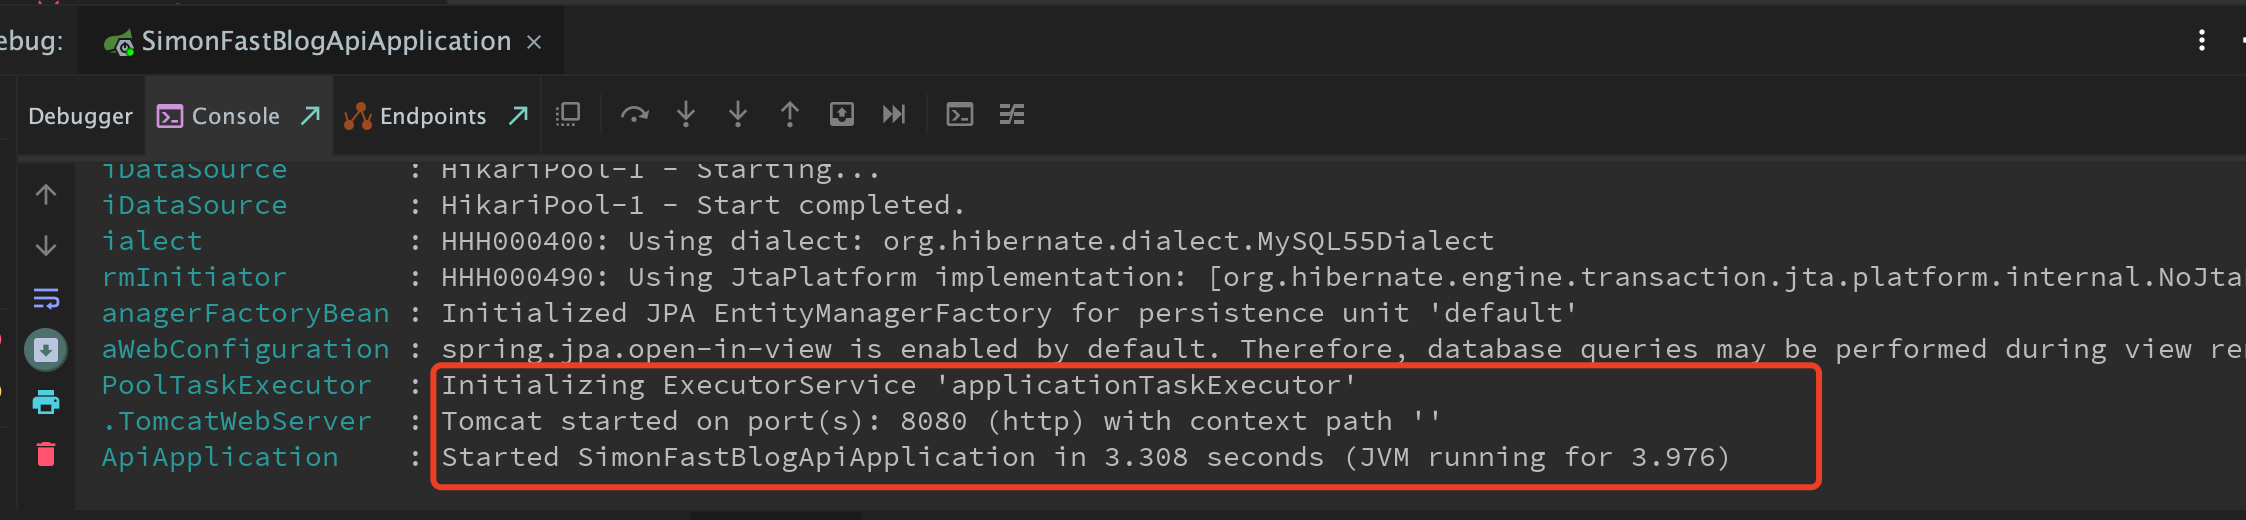 ebug: SimonFastBlogApiApplication ×
Debugger Console Endpoints
iDataSource : HikariPool-1 - Starting...
iDataSource : HikariPool-1 - Start completed.
ialect : HHH000400: Using dialect: org.hibernate.dialect.MySQL55Dialect
rmInitiator : HHH000490: Using JtaPlatform implementation: [org.hibernate.engine.transaction.jta.platform.internal.NoJta
anagerFactoryBean : Initialized JPA EntityManagerFactory for persistence unit 'default'
aWebConfiguration : spring.jpa.open-in-view is enabled by default. Therefore, database queries may be performed during view re
PoolTaskExecutor : Initializing ExecutorService 'applicationTaskExecutor'
.TomcatWebServer : Tomcat started on port(s): 8080 (http) with context path ''
ApiApplication : Started SimonFastBlogApiApplication in 3.308 seconds (JVM running for 3.976)